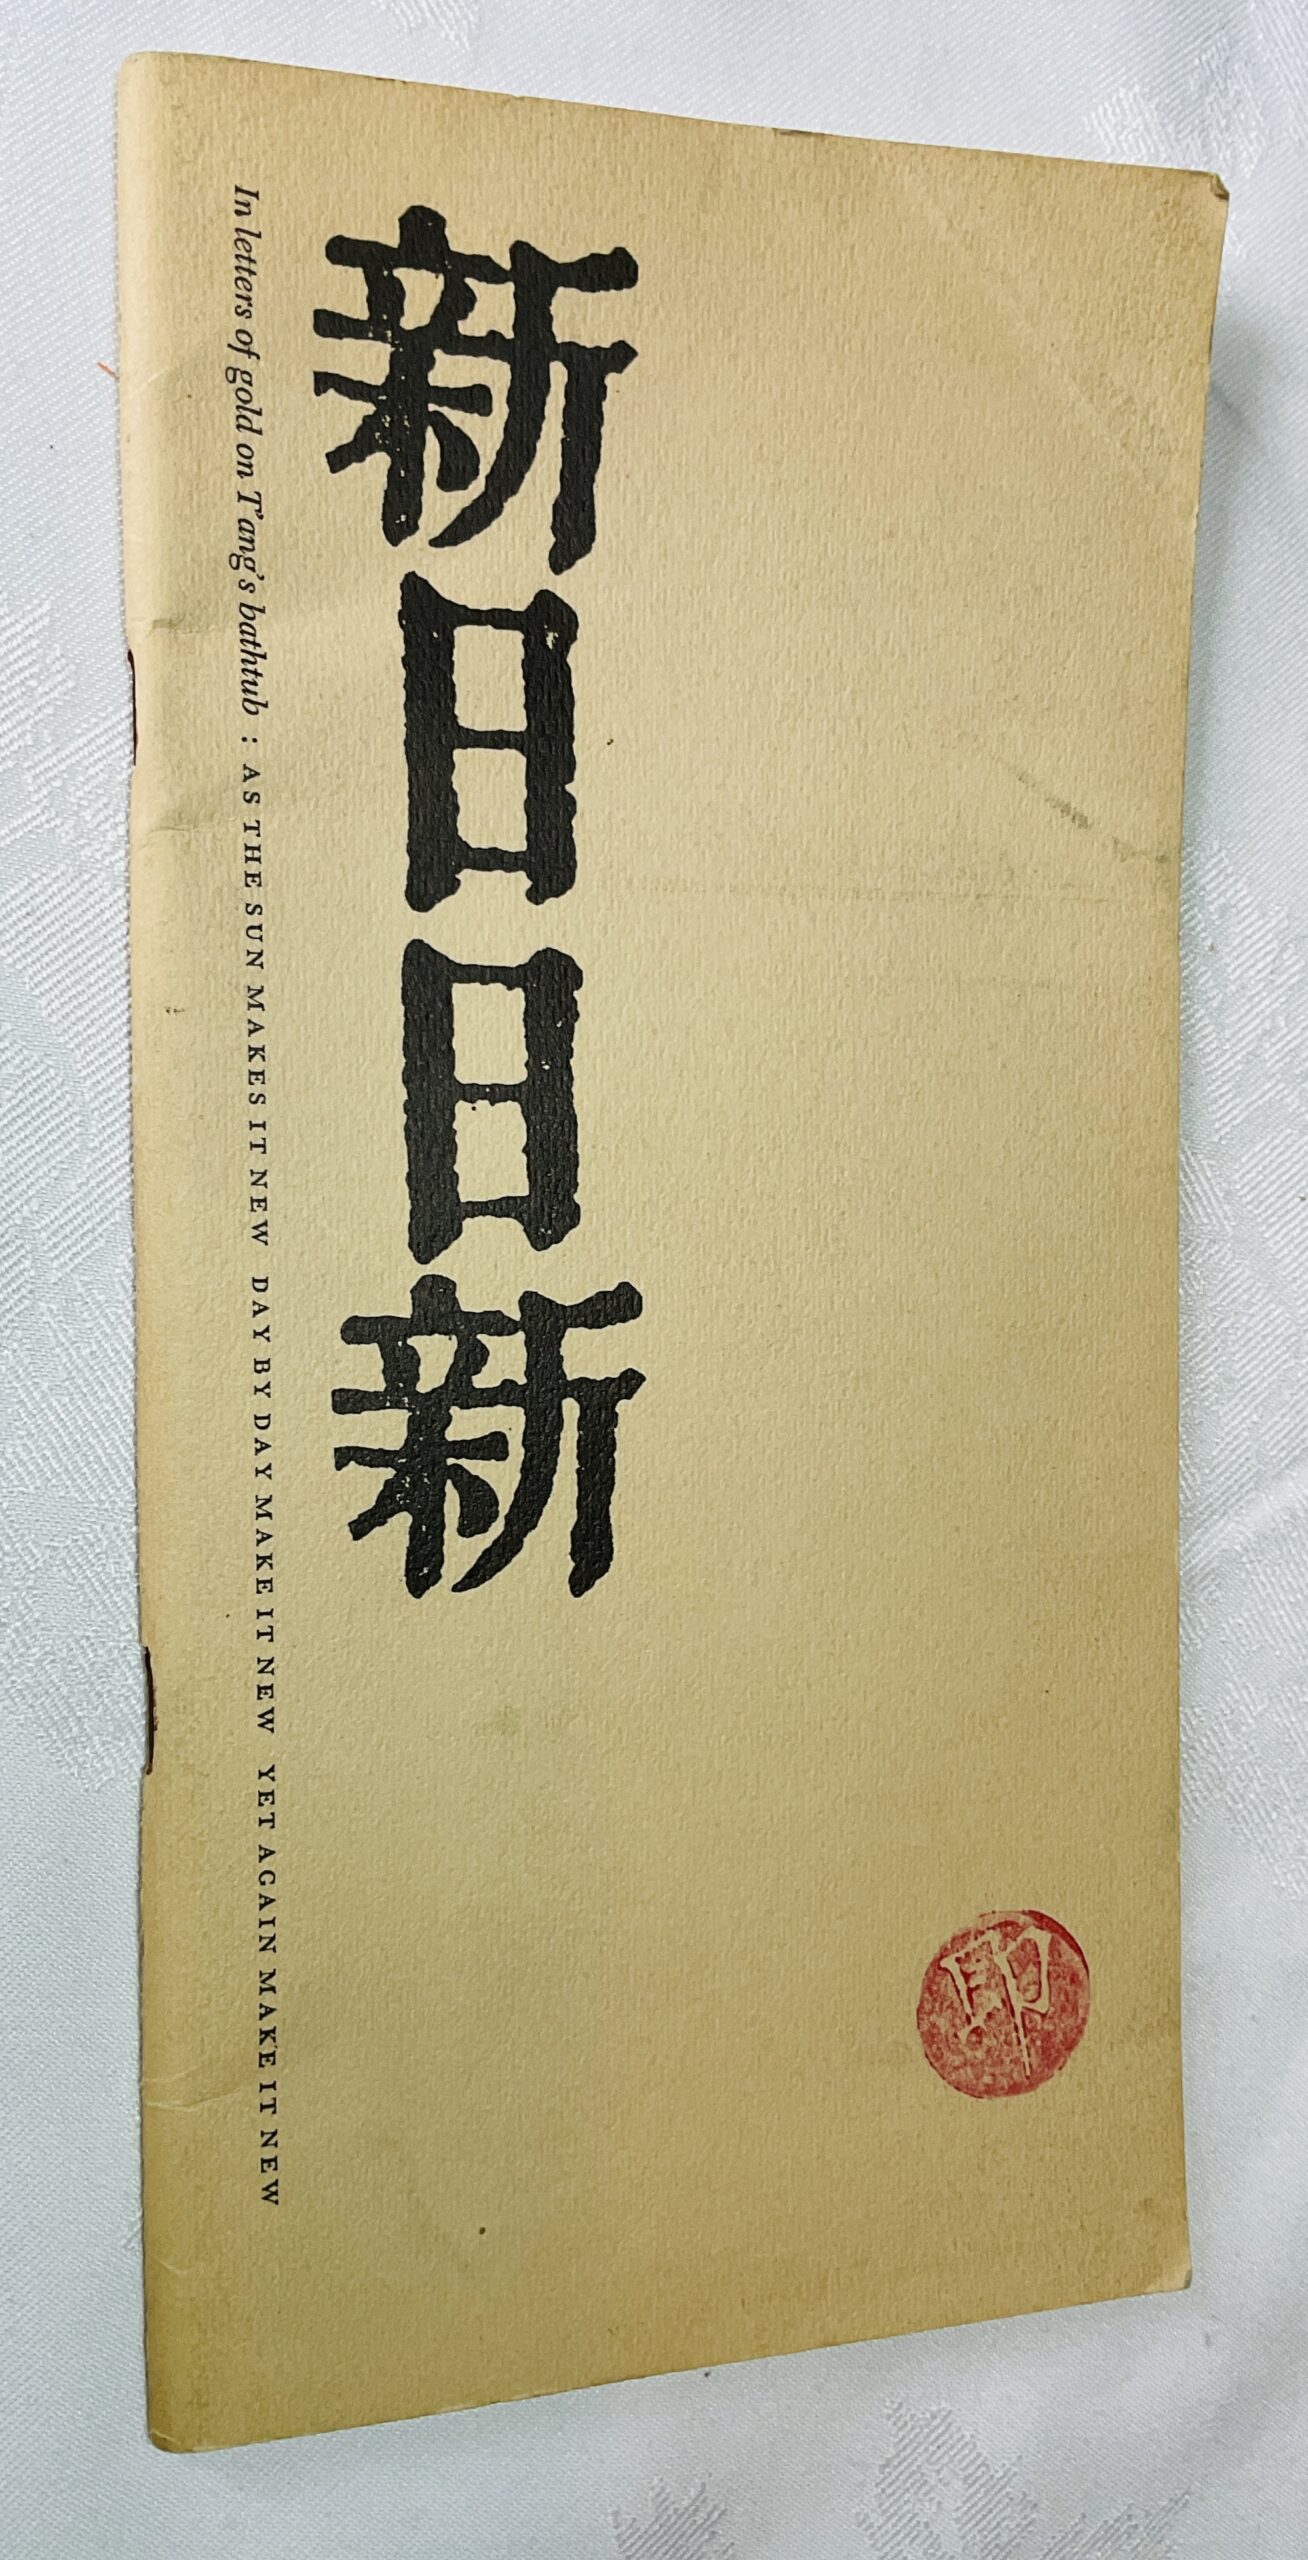 新日日新
In letters of gold on T'ang's bathtub : AS THE SUN MAKES IT NEW DAY BY DAY MAKE IT NEW YET AGAIN MAKE IT NEW
印